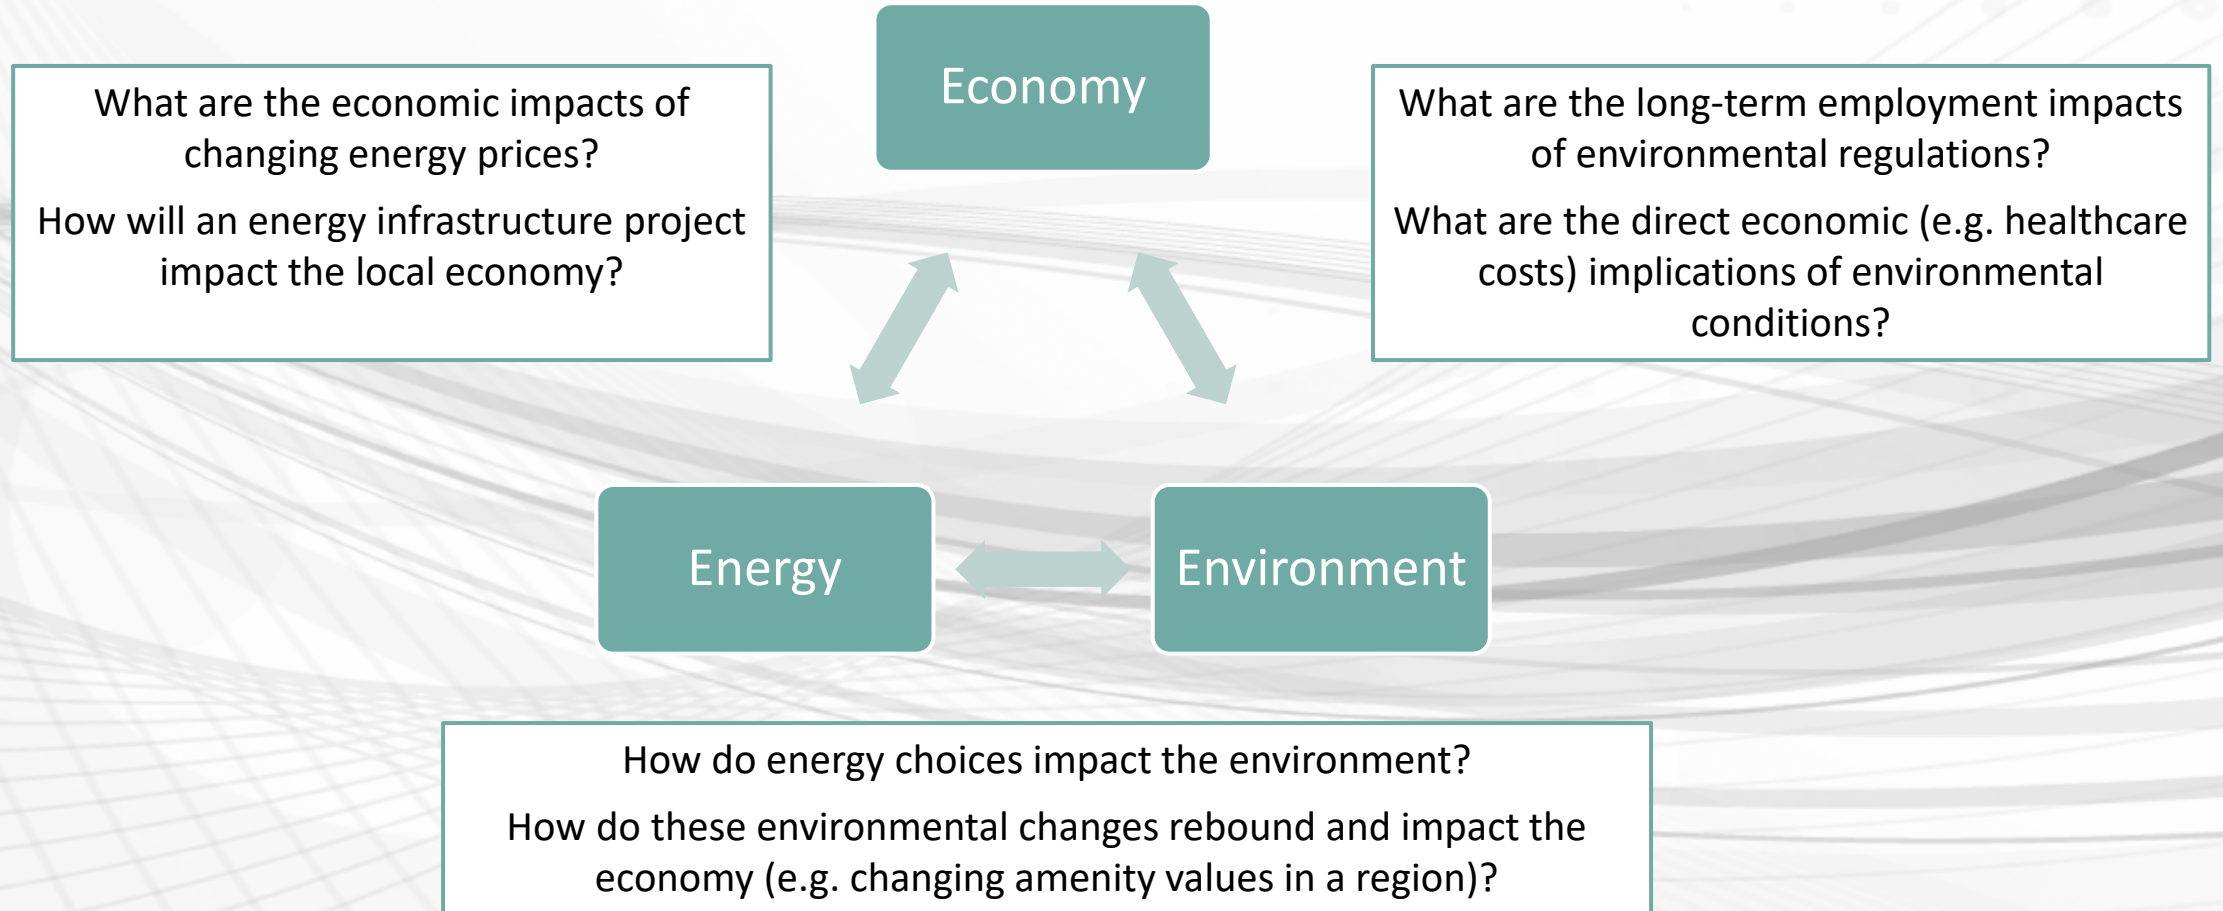 Economy
What are the economic impacts of
changing energy prices?
How will an energy infrastructure project
impact the local economy?
What are the long-term employment impacts
of environmental regulations?
What are the direct economic (e.g. healthcare
costs) implications of environmental
conditions?
Energy
Environment
How do energy choices impact the environment?
How do these environmental changes rebound and impact the
economy (e.g. changing amenity values in a region)?